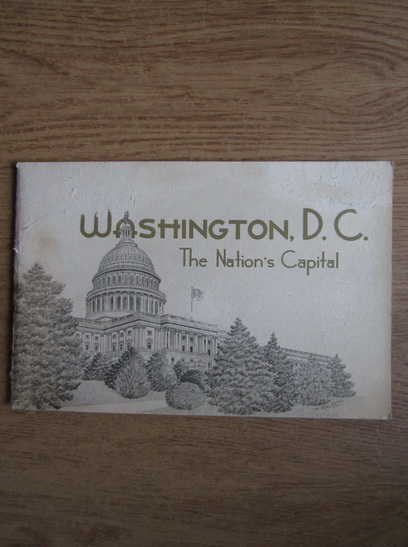 WASHINGTON, D. C.
The Nation's Capital